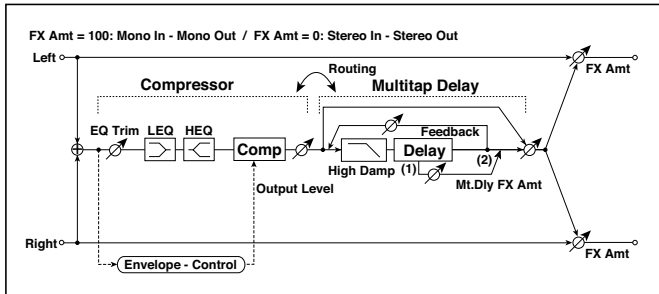 FX Amt = 100: Mono In - Mono Out / FX Amt = 0: Stereo In - Stereo Out
Left
FX Amt
Routing
Compressor
Multitap Delay
EQ Trim
LEQ
HEQ
Feedback
Comp
Delay
(1)
(2)
High Damp
Mt.Dly FX Amt
Output Level
Right
FX Amt
Envelope - Control